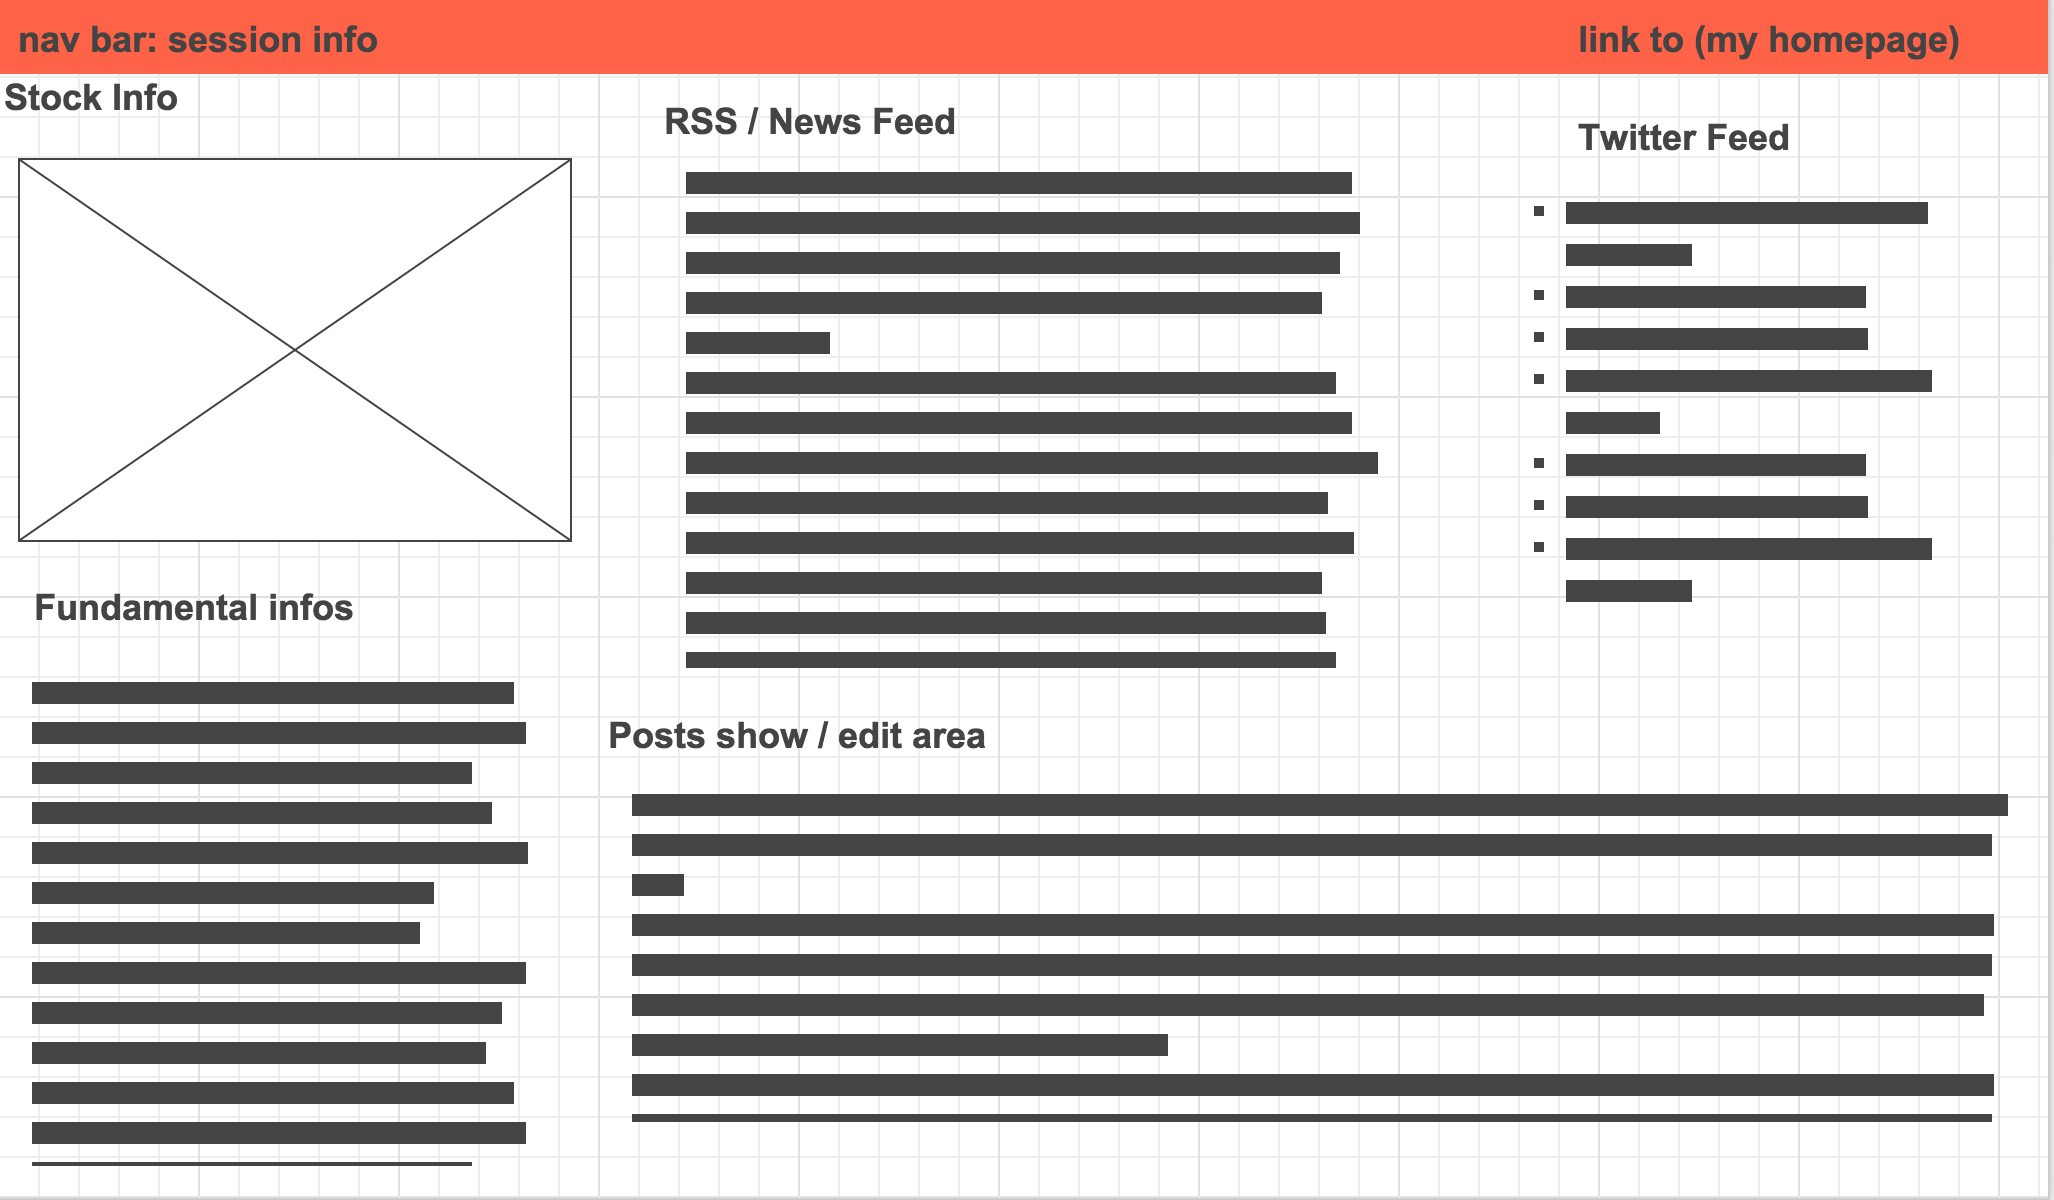 nav bar: session info
link to (my homepage)
Stock Info
RSS / News Feed
Twitter Feed
Fundamental infos
Posts show / edit area